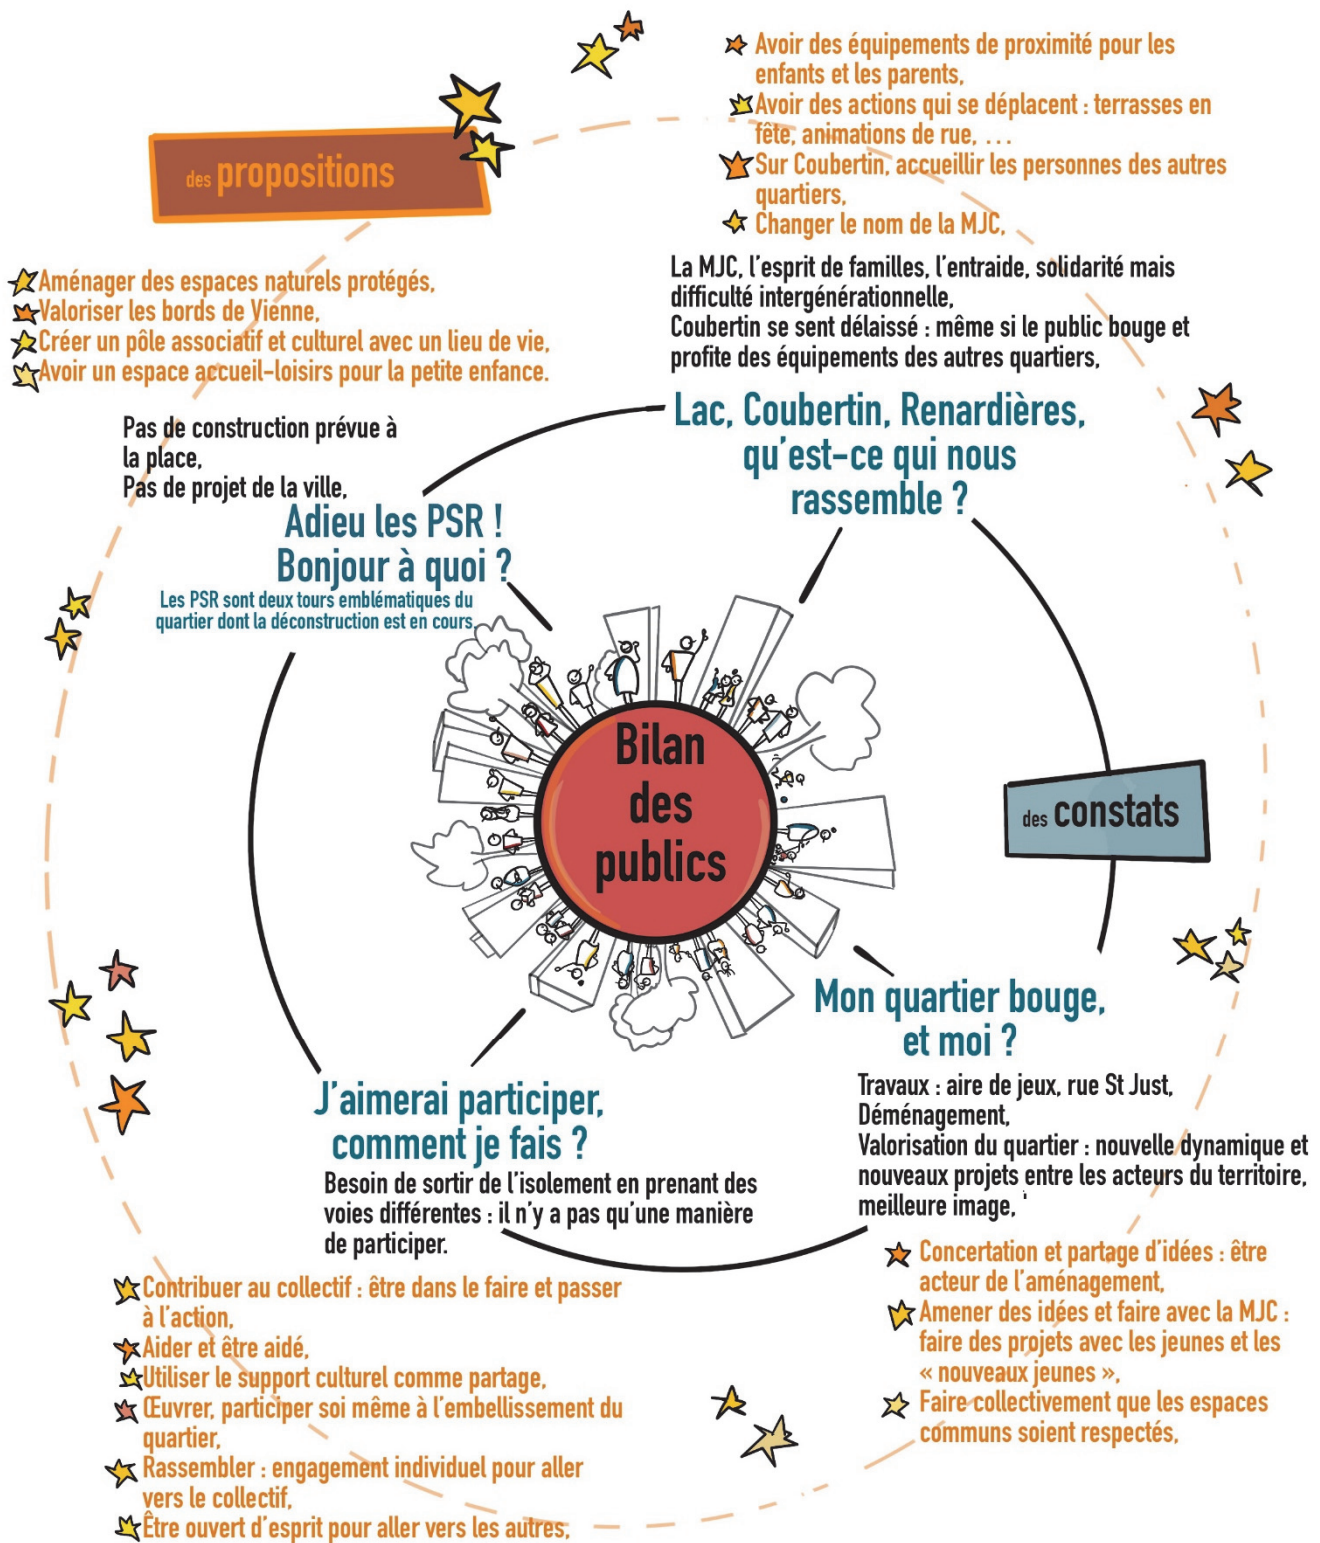 Avoir des équipements de proximité pour les
enfants et les parents,
Avoir des actions qui se déplacent : terrasses en
fête, animations de rue, ...
Sur Coubertin, accueillir les personnes des autres
quartiers,
Changer le nom de la MJC,
des propositions
La MJC, l'esprit de familles, l'entraide, solidarité mais
difficulté intergénérationnelle,
Coubertin se sent délaissé : même si le public bouge et
profite des équipements des autres quartiers,
Lac, Coubertin, Renardières,
qu'est-ce qui nous
rassemble ?
Aménager des espaces naturels protégés,
Valoriser les bords de Vienne,
Créer un pôle associatif et culturel avec un lieu de vie,
Avoir un espace accueil-loisirs pour la petite enfance.
Pas de construction prévue à
la place,
Pas de projet de la ville,
Adieu les PSR !
Bonjour à quoi ?
Les PSR sont deux tours emblématiques du
quartier dont la déconstruction est en cours.
Bilan
des
publics
des constats
Mon quartier bouge,
et moi ?
Travaux : aire de jeux, rue St Just,
Déménagement,
Valorisation du quartier : nouvelle dynamique et
nouveaux projets entre les acteurs du territoire,
meilleure image,
Concertation et partage d'idées : être
acteur de l'aménagement,
Amener des idées et faire avec la MJC :
faire des projets avec les jeunes et les
« nouveaux jeunes »,
Faire collectivement que les espaces
communs soient respectés,
J'aimerai participer,
comment je fais ?
Besoin de sortir de l'isolement en prenant des
voies différentes : il n'y a pas qu'une manière
de participer.
Contribuer au collectif : être dans le faire et passer
à l'action,
Aider et être aidé,
Utiliser le support culturel comme partage,
Œuvrer, participer soi même à l'embellissement du
quartier,
Rassembler : engagement individuel pour aller
vers le collectif,
Être ouvert d'esprit pour aller vers les autres,